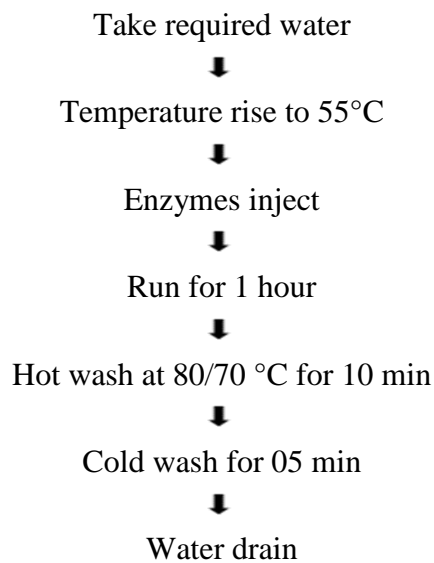 Take required water
Temperature rise to 55°C
Enzymes inject
Run for 1 hour
Hot wash at 80/70 °C for 10 min
Cold wash for 05 min
Water drain